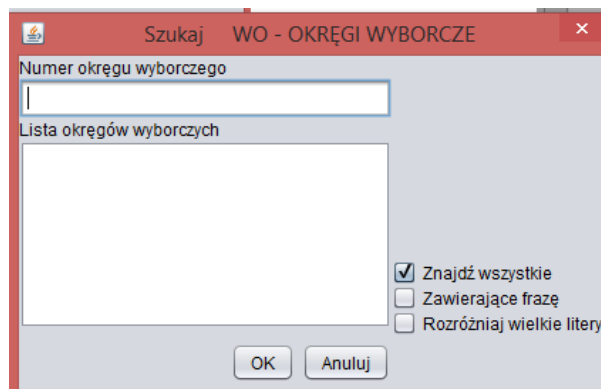 Szukaj WO - OKRĘGI WYBORCZE
Numer okręgu wyborczego
Lista okręgów wyborczych
Znajdź wszystkie
Zawierające frazę
Rozróżniaj wielkie litery
OK Anuluj